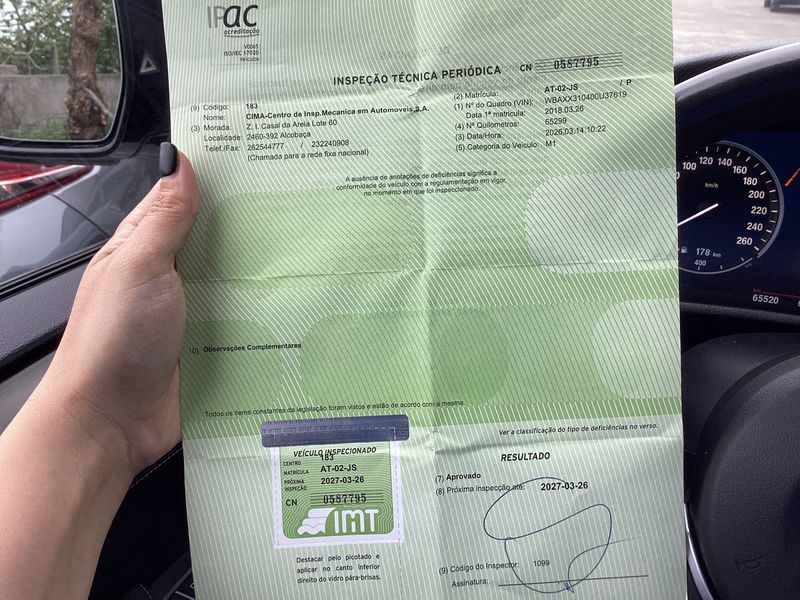 IPac
acreditação
V0065
ISO/IEC 17020
Veículos
INSPEÇÃO TÉCNICA PERIÓDICA CN 0587795
(9) Código: 183
Nome: CIMA-Centro de Insp.Mecanica em Automoveis,S.A.
(3) Morada: Z. I. Casal da Areia Lote 60
Localidade: 2460-392 Alcobaça
Telef./Fax: 262544777 / 232240908
(Chamada para a rede fixa nacional)
(2) Matrícula: AT-02-JS / P
(1) Nº do Quadro (VIN): WBAXX310400U37619
Data 1ª matrícula: 2018.03.26
(4) Nº Quilómetros: 65299
(3) Data/Hora: 2026.03.14 10:22
(5) Categoria do Veículo: M1
A ausência de anotações de deficiências significa a
conformidade do veículo com a regulamentação em vigor,
no momento em que foi inspeccionado.
10) Observações Complementares
Todos os itens constantes da legislação foram vistos e estão de acordo com a mesma.
VEÍCULO INSPECIONADO
CENTRO 183
MATRÍCULA AT-02-JS
PRÓXIMA INSPEÇÃO 2027-03-26
CN 0587795
IMT
Destacar pelo picotado e
aplicar no canto inferior
direito do vidro pára-brisas.
Ver a classificação do tipo de deficiências no verso.
RESULTADO
(7) Aprovado
(8) Próxima Inspecção até: 2027-03-26
(9) Código do Inspector: 1099
Assinatura:
100 120 140 160 180 200 220 240 260
km/h
178 km
400
km
65520